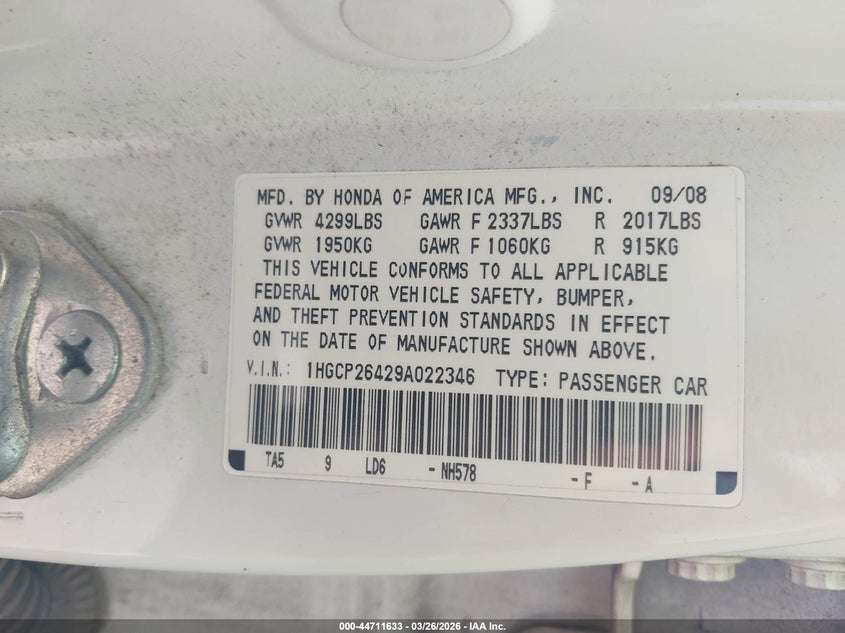 MFD. BY HONDA OF AMERICA MFG., INC. 09/08
GVWR 4299LBS GAWR F 2337LBS R 2017LBS
GVWR 1950KG GAWR F 1060KG R 915KG
THIS VEHICLE CONFORMS TO ALL APPLICABLE
FEDERAL MOTOR VEHICLE SAFETY, BUMPER,
AND THEFT PREVENTION STANDARDS IN EFFECT
ON THE DATE OF MANUFACTURE SHOWN ABOVE.
V.I.N.: 1HGCP26429A022346 TYPE: PASSENGER CAR
TA5 9 LD6 -NH578 -F -A
000-44711633 - 03/26/2026 - IAA Inc.